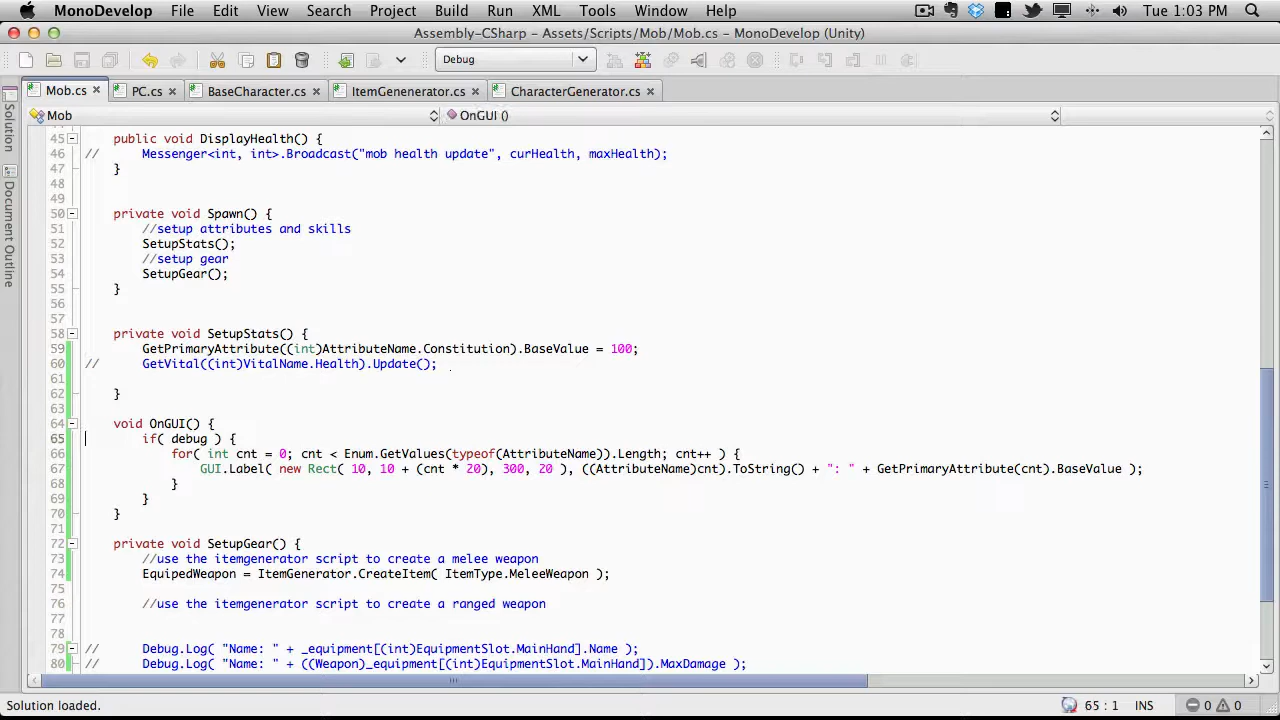 MonoDevelop File Edit View Search Project Build Run XML Tools Window Help Tue 1:03 PM
Assembly-CSharp - Assets/Scripts/Mob/Mob.cs - MonoDevelop (Unity)
Debug
Mob.cs PC.cs BaseCharacter.cs ItemGenenerator.cs CharacterGenerator.cs
Solution
Document Outline
Mob OnGUI ()
45 public void DisplayHealth() {
46 // Messenger<int, int>.Broadcast("mob health update", curHealth, maxHealth);
47 }
48
49
50 private void Spawn() {
51 //setup attributes and skills
52 SetupStats();
53 //setup gear
54 SetupGear();
55 }
56
57
58 private void SetupStats() {
59 GetPrimaryAttribute((int)AttributeName.Constitution).BaseValue = 100;
60 // GetVital((int)VitalName.Health).Update();
61
62 }
63
64 void OnGUI() {
65 if( debug ) {
66 for( int cnt = 0; cnt < Enum.GetValues(typeof(AttributeName)).Length; cnt++ ) {
67 GUI.Label( new Rect( 10, 10 + (cnt * 20), 300, 20 ), ((AttributeName)cnt).ToString() + ": " + GetPrimaryAttribute(cnt).BaseValue );
68 }
69 }
70 }
71
72 private void SetupGear() {
73 //use the itemgenerator script to create a melee weapon
74 EquipedWeapon = ItemGenerator.CreateItem( ItemType.MeleeWeapon );
75
76 //use the itemgenerator script to create a ranged weapon
77
78
79 // Debug.Log( "Name: " + _equipment[(int)EquipmentSlot.MainHand].Name );
80 // Debug.Log( "Name: " + ((Weapon)_equipment[(int)EquipmentSlot.MainHand]).MaxDamage );
Solution loaded. 65 : 1 INS 0 0